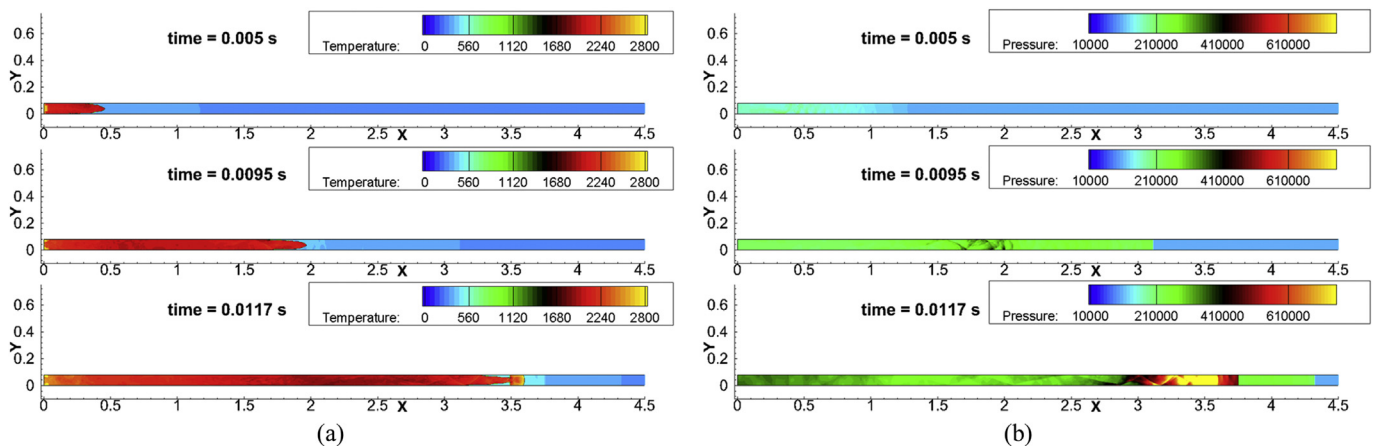 0.6
0.4
0.2
0
Y
time = 0.005 s
Temperature: 0 560 1120 1680 2240 2800
0 0.5 1 1.5 2 2.5 X 3 3.5 4 4.5
0.6
0.4
0.2
0
Y
time = 0.0095 s
Temperature: 0 560 1120 1680 2240 2800
0 0.5 1 1.5 2 2.5 X 3 3.5 4 4.5
0.6
0.4
0.2
0
Y
time = 0.0117 s
Temperature: 0 560 1120 1680 2240 2800
0 0.5 1 1.5 2 2.5 X 3 3.5 4 4.5
(a)
0.6
0.4
0.2
0
Y
time = 0.005 s
Pressure: 10000 210000 410000 610000
0 0.5 1 1.5 2 2.5 X 3 3.5 4 4.5
0.6
0.4
0.2
0
Y
time = 0.0095 s
Pressure: 10000 210000 410000 610000
0 0.5 1 1.5 2 2.5 X 3 3.5 4 4.5
0.6
0.4
0.2
0
Y
time = 0.0117 s
Pressure: 10000 210000 410000 610000
0 0.5 1 1.5 2 2.5 X 3 3.5 4 4.5
(b)